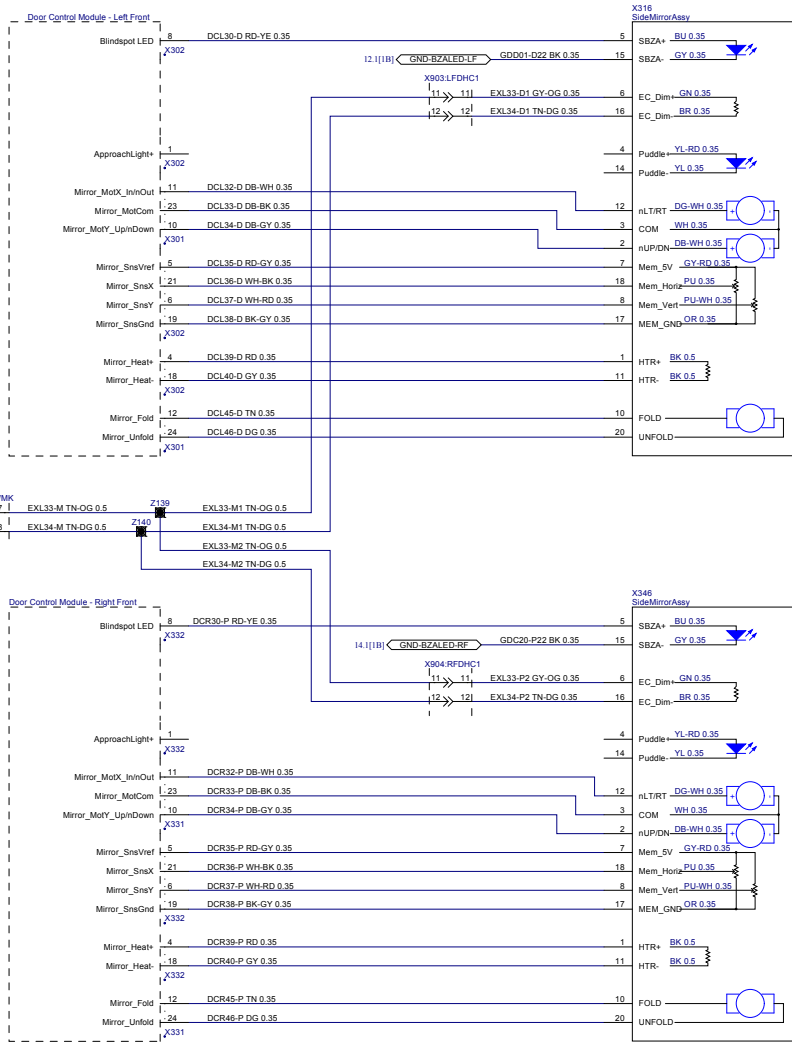 Door Control Module - Left Front
X316
SideMirrorAssy
Blindspot LED 8 DCL30-D RD-YE 0.35 5 SBZA+ BU 0.35
X302
12.1[1B] GND-BZALED-LF GDD01-D22 BK 0.35 15 SBZA- GY 0.35
X903:LFDHC1
11 11 EXL33-D1 GY-OG 0.35 6 EC_Dim+ GN 0.35
12 12 EXL34-D1 TN-DG 0.35 16 EC_Dim- BR 0.35
ApproachLight+ 1 4 Puddle+ YL-RD 0.35
X302
14 Puddle- YL 0.35
Mirror_MotX_In/nOut 11 DCL32-D DB-WH 0.35 12 nLT/RT DG-WH 0.35 + -
Mirror_MotCom 23 DCL33-D DB-BK 0.35 3 COM WH 0.35
Mirror_MotY_Up/nDown 10 DCL34-D DB-GY 0.35 2 nUP/DN DB-WH 0.35 + -
X301
Mirror_SnsVref 5 DCL35-D RD-GY 0.35 7 Mem_5V GY-RD 0.35
Mirror_SnsX 21 DCL36-D WH-BK 0.35 18 Mem_Horiz PU 0.35
Mirror_SnsY 6 DCL37-D WH-RD 0.35 8 Mem_Vert PU-WH 0.35
Mirror_SnsGnd 19 DCL38-D BK-GY 0.35 17 MEM_GND OR 0.35
X302
Mirror_Heat+ 4 DCL39-D RD 0.35 1 HTR+ BK 0.5
Mirror_Heat- 18 DCL40-D GY 0.35 11 HTR- BK 0.5
X302
Mirror_Fold 12 DCL45-D TN 0.35 10 FOLD
Mirror_Unfold 24 DCL46-D DG 0.35 20 UNFOLD
X301
EXL33-M TN-OG 0.5 Z139 EXL33-M1 TN-OG 0.5
EXL34-M TN-DG 0.5 Z140 EXL34-M1 TN-DG 0.5
EXL33-M2 TN-OG 0.5
EXL34-M2 TN-DG 0.5
Door Control Module - Right Front
X346
SideMirrorAssy
Blindspot LED 8 DCR30-P RD-YE 0.35 5 SBZA+ BU 0.35
X332
14.1[1B] GND-BZALED-RF GDC20-P22 BK 0.35 15 SBZA- GY 0.35
X904:RFDHC1
11 11 EXL33-P2 GY-OG 0.35 6 EC_Dim+ GN 0.35
12 12 EXL34-P2 TN-DG 0.35 16 EC_Dim- BR 0.35
ApproachLight+ 1 4 Puddle+ YL-RD 0.35
X332
14 Puddle- YL 0.35
Mirror_MotX_In/nOut 11 DCR32-P DB-WH 0.35 12 nLT/RT DG-WH 0.35 + -
Mirror_MotCom 23 DCR33-P DB-BK 0.35 3 COM WH 0.35
Mirror_MotY_Up/nDown 10 DCR34-P DB-GY 0.35 2 nUP/DN DB-WH 0.35 + -
X331
Mirror_SnsVref 5 DCR35-P RD-GY 0.35 7 Mem_5V GY-RD 0.35
Mirror_SnsX 21 DCR36-P WH-BK 0.35 18 Mem_Horiz PU 0.35
Mirror_SnsY 6 DCR37-P WH-RD 0.35 8 Mem_Vert PU-WH 0.35
Mirror_SnsGnd 19 DCR38-P BK-GY 0.35 17 MEM_GND OR 0.35
X332
Mirror_Heat+ 4 DCR39-P RD 0.35 1 HTR+ BK 0.5
Mirror_Heat- 18 DCR40-P GY 0.35 11 HTR- BK 0.5
X332
Mirror_Fold 12 DCR45-P TN 0.35 10 FOLD
Mirror_Unfold 24 DCR46-P DG 0.35 20 UNFOLD
X331